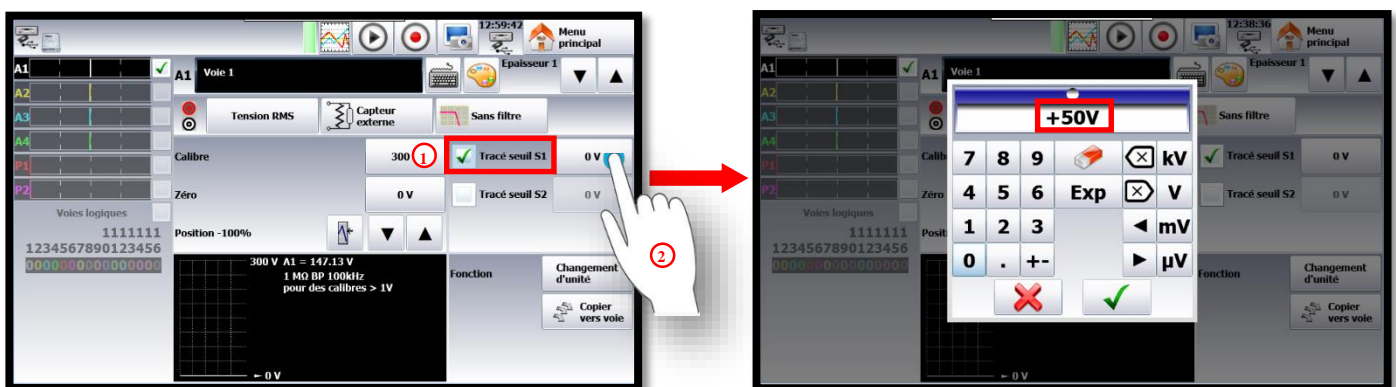 12:59:42
Menu
principal
A1
A2
A3
A4
P1
P2
A1 Voie 1
Epaisseur 1
Tension RMS
Capteur
externe
Sans filtre
Calibre
300
1
Tracé seuil S1
0 V
Zéro
0 V
Tracé seuil S2
0 V
Voies logiques
1111111
1234567890123456
0000000000000000
Position -100%
300 V A1 = 147.13 V
1 MΩ BP 100kHz
pour des calibres > 1V
0 V
Fonction
Changement
d'unité
Copier
vers voie
2
12:38:36
Menu
principal
A1
A2
A3
A4
P1
P2
A1 Voie 1
Epaisseur 1
Sans filtre
+50V
7 8 9 kV
4 5 6 Exp V
1 2 3 mV
0 . +- µV
Calib
Tracé seuil S1
0 V
Zéro
Tracé seuil S2
0 V
Voies logiques
1111111
1234567890123456
0000000000000000
Posit
Fonction
Changement
d'unité
Copier
vers voie
0 V